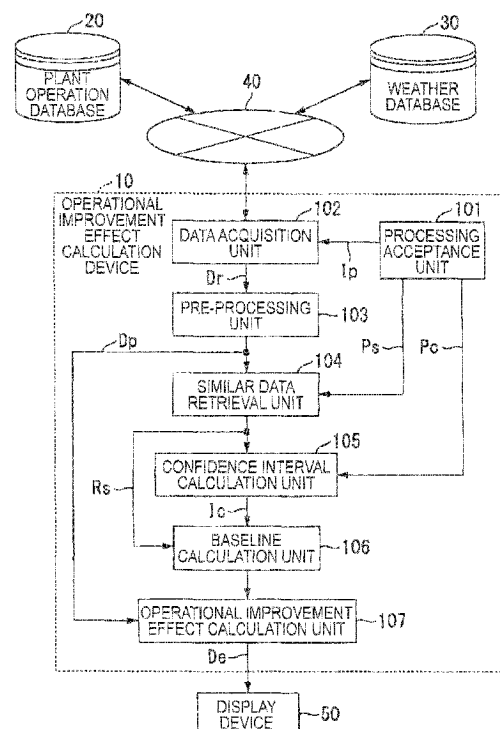 20
30
PLANT
OPERATION
DATABASE
40
WEATHER
DATABASE
10
OPERATIONAL
IMPROVEMENT
EFFECT
CALCULATION
DEVICE
102
101
DATA ACQUISITION
UNIT
PROCESSING
ACCEPTANCE
UNIT
Ip
Dr
PRE-PROCESSING
UNIT
103
Dp
104
Ps
Pc
SIMILAR DATA
RETRIEVAL UNIT
105
CONFIDENCE INTERVAL
CALCULATION UNIT
Rs
Ic
BASELINE
CALCULATION UNIT
106
OPERATIONAL IMPROVEMENT
EFFECT CALCULATION UNIT
107
De
DISPLAY
DEVICE
50